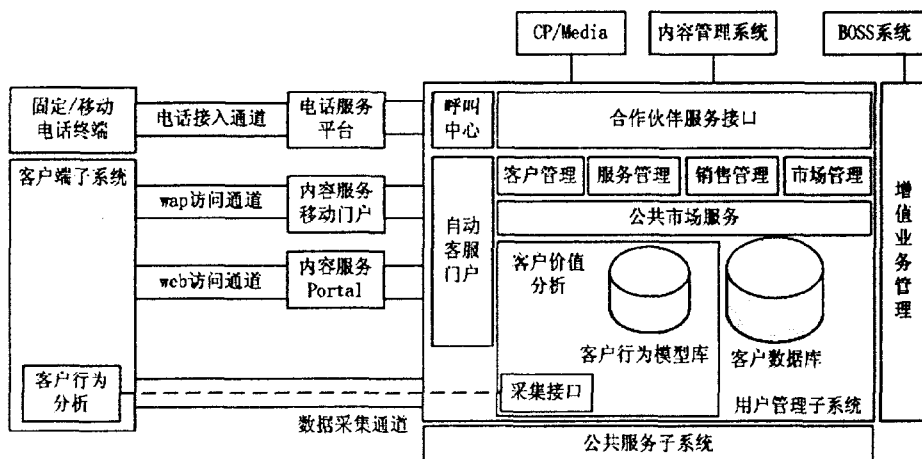 CP/Media
内容管理系统
BOSS系统
固定/移动
电话终端
电话接入通道
电话服务
平台
呼叫
中心
合作伙伴服务接口
客户端子系统
wap访问通道
内容服务
移动门户
web访问通道
内容服务
Portal
自动
客服
门户
客户管理
服务管理
销售管理
市场管理
公共市场服务
客户价值
分析
客户行为模型库
客户数据库
增
值
业
务
管
理
客户行为
分析
采集接口
数据采集通道
用户管理子系统
公共服务子系统